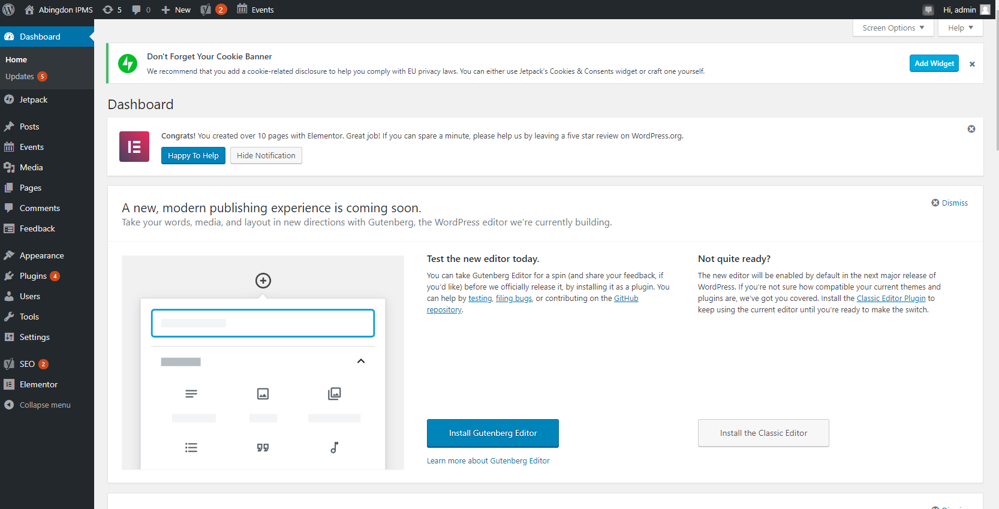 Abingdon IPMS 5 0 New 2 Events Hi, admin
Screen Options Help
Dashboard
Home
Updates 5
Jetpack
Posts
Events
Media
Pages
Comments
Feedback
Appearance
Plugins 4
Users
Tools
Settings
SEO 2
Elementor
Collapse menu
Don't Forget Your Cookie Banner
We recommend that you add a cookie-related disclosure to help you comply with EU privacy laws. You can either use Jetpack's Cookies & Consents widget or craft one yourself.
Add Widget
Dashboard
Congrats! You created over 10 pages with Elementor. Great job! If you can spare a minute, please help us by leaving a five star review on WordPress.org.
Happy To Help Hide Notification
A new, modern publishing experience is coming soon.
Dismiss
Take your words, media, and layout in new directions with Gutenberg, the WordPress editor we're currently building.
Test the new editor today.
You can take Gutenberg Editor for a spin (and share your feedback, if
you'd like) before we officially release it, by installing it as a plugin. You
can help by testing, filing bugs, or contributing on the GitHub
repository.
Install Gutenberg Editor
Learn more about Gutenberg Editor
Not quite ready?
The new editor will be enabled by default in the next major release of
WordPress. If you're not sure how compatible your current themes and
plugins are, we've got you covered. Install the Classic Editor Plugin to
keep using the current editor until you're ready to make the switch.
Install the Classic Editor